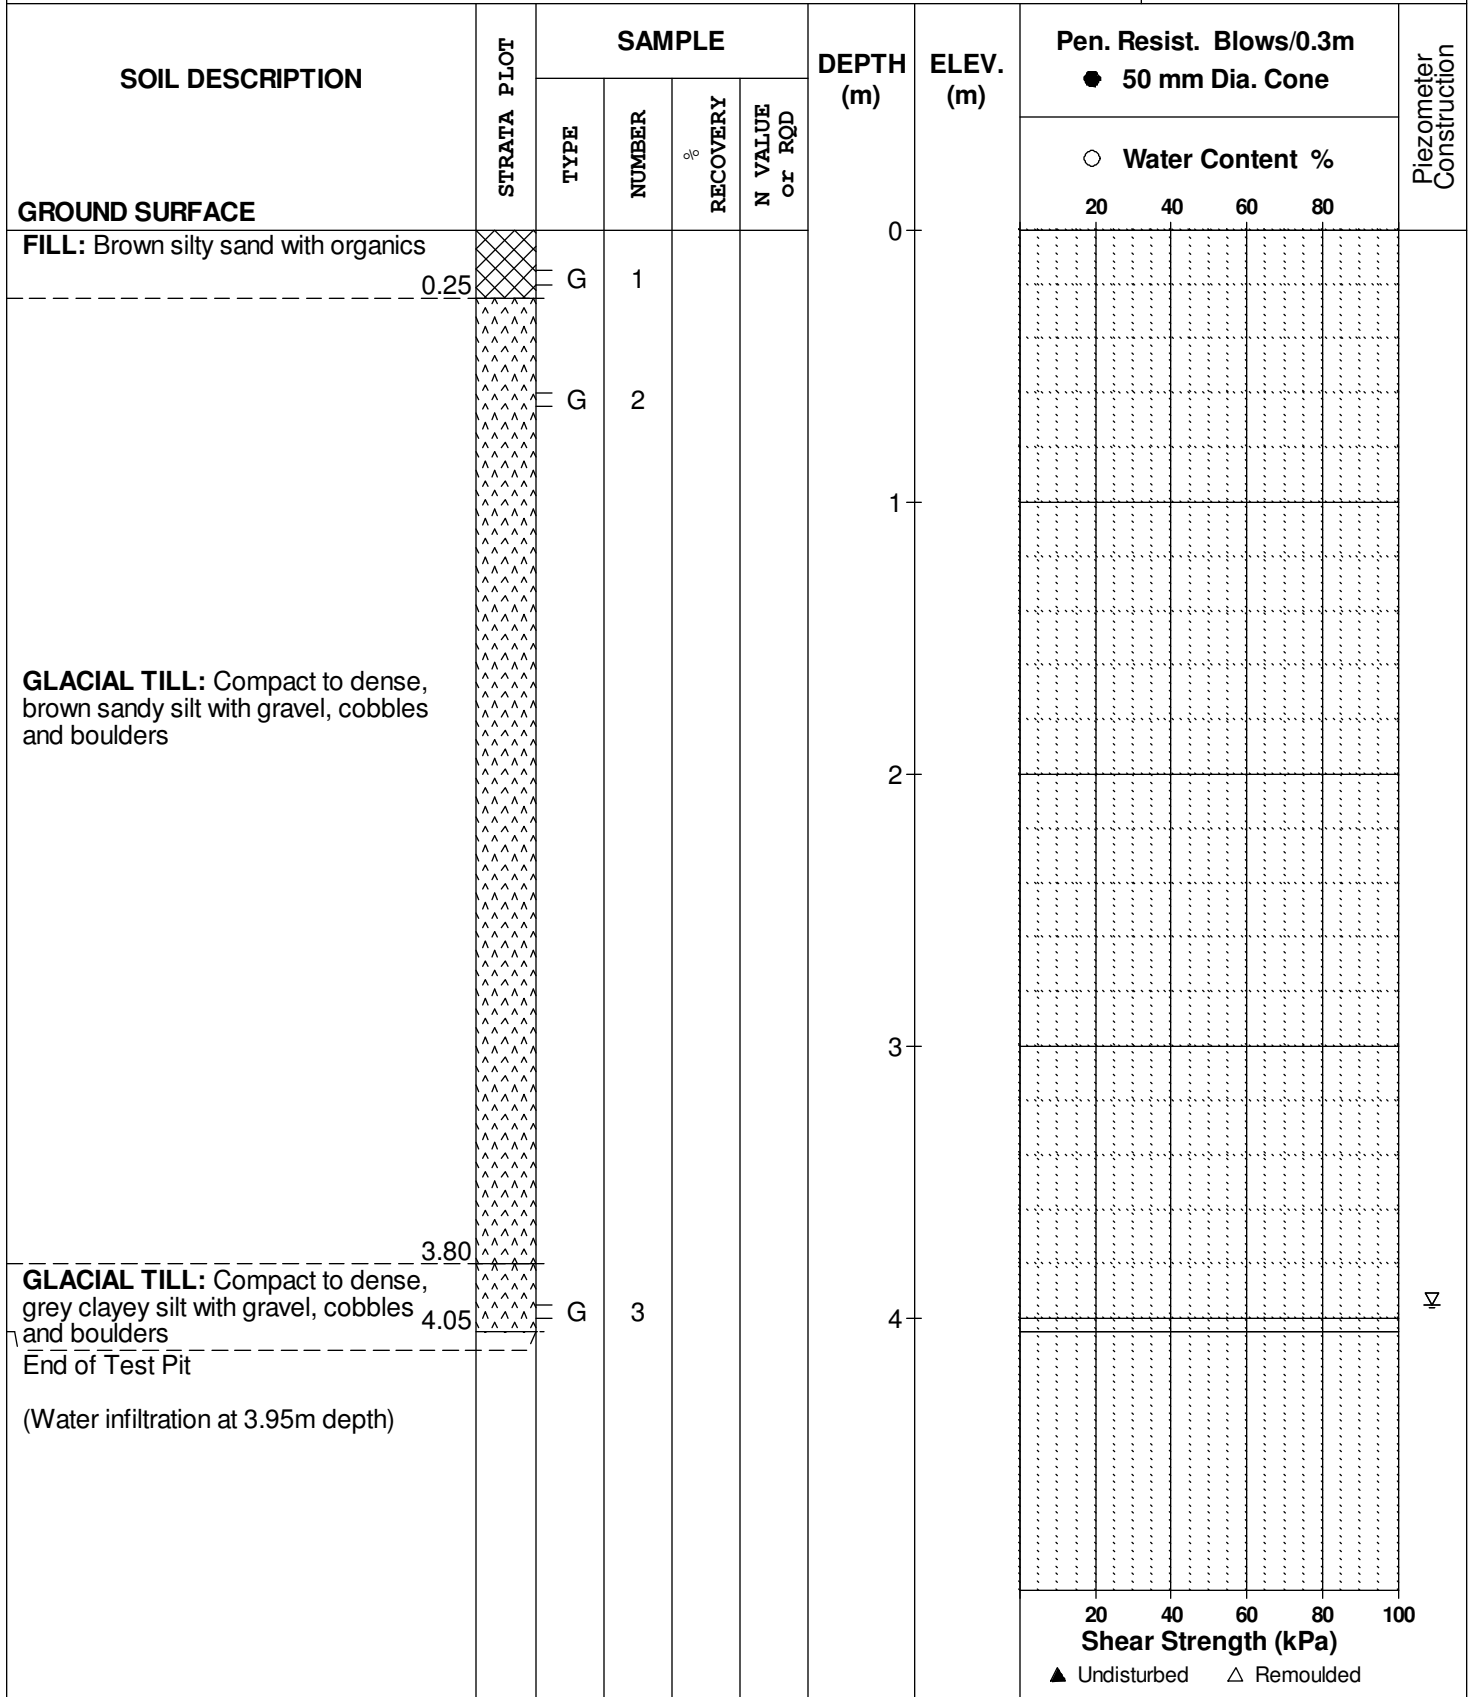 SOIL DESCRIPTION
GROUND SURFACE
STRATA PLOT
SAMPLE
TYPE
NUMBER
%
RECOVERY
N VALUE
or RQD
DEPTH
(m)
ELEV.
(m)
Pen. Resist. Blows/0.3m
● 50 mm Dia. Cone
○ Water Content %
20 40 60 80
Piezometer
Construction
0
FILL: Brown silty sand with organics
0.25
G 1
G 2
1
GLACIAL TILL: Compact to dense,
brown sandy silt with gravel, cobbles
and boulders
2
3
3.80
GLACIAL TILL: Compact to dense,
grey clayey silt with gravel, cobbles
and boulders
4.05
G 3
4
End of Test Pit
(Water infiltration at 3.95m depth)
20 40 60 80 100
Shear Strength (kPa)
▲ Undisturbed △ Remoulded